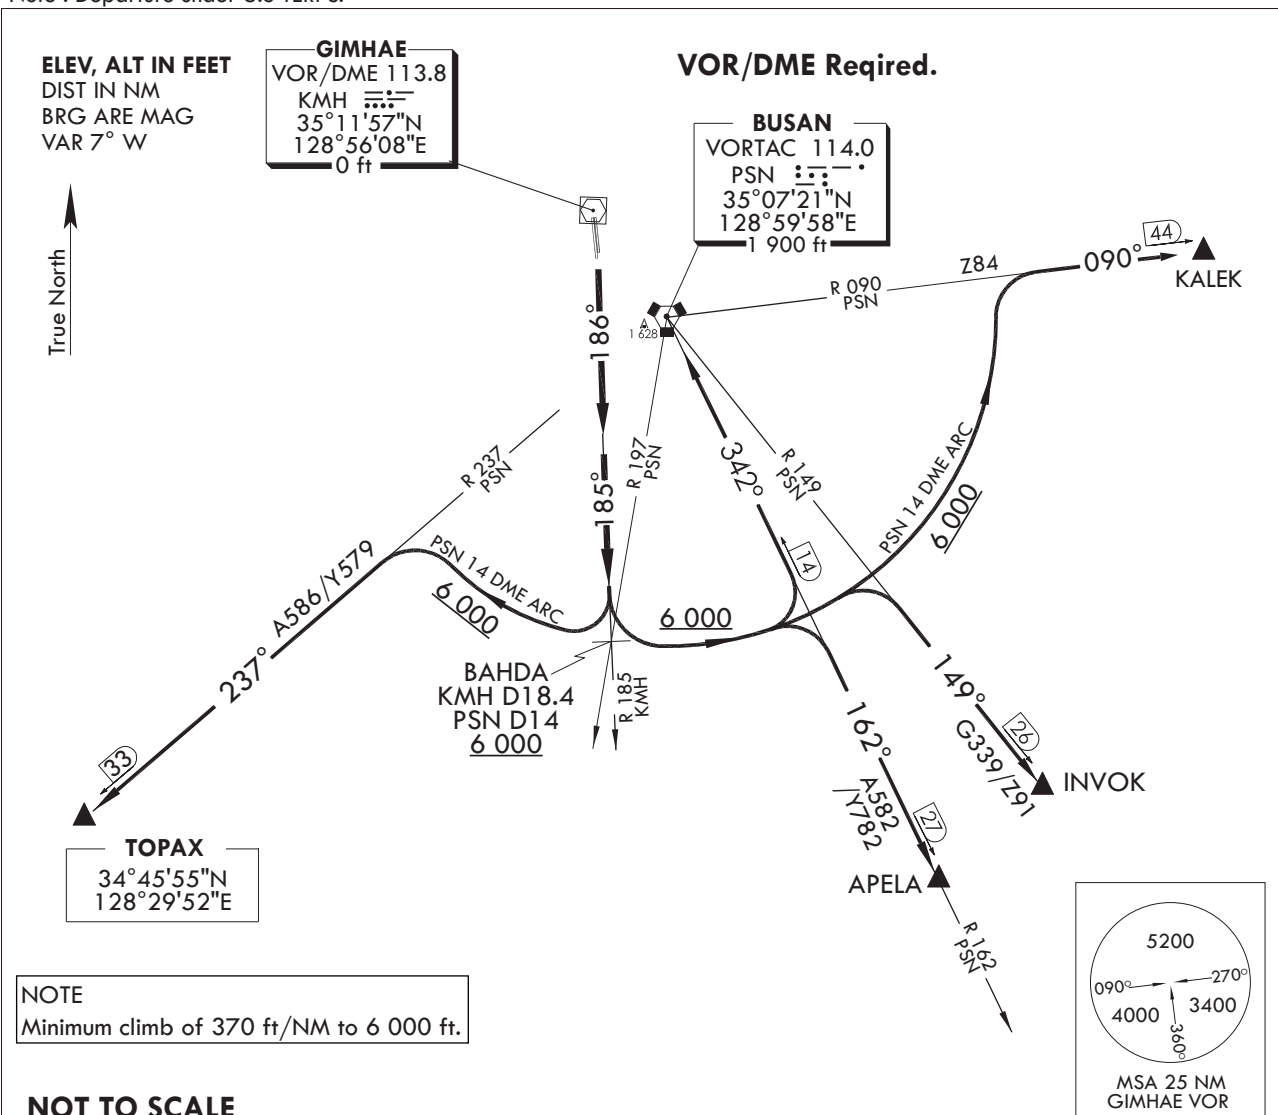 ELEV, ALT IN FEET
DIST IN NM
BRG ARE MAG
VAR 7° W
True North
GIMHAE
VOR/DME 113.8
KMH
35°11'57"N
128°56'08"E
0 ft
VOR/DME Reqired.
BUSAN
VORTAC 114.0
PSN
35°07'21"N
128°59'58"E
1 900 ft
1 628
R 090
PSN
Z84
090°
44
KALEK
186°
185°
R 197
PSN
342°
R 149
PSN
14
PSN 14 DME ARC
6 000
R 237
PSN
A586/Y579
237°
PSN 14 DME ARC
6 000
6 000
33
TOPAX
34°45'55"N
128°29'52"E
BAHDA
KMH D18.4
PSN D14
6 000
R 185
KMH
162°
A582
/Y782
27
APELA
R 162
PSN
149°
G339/Z91
26
INVOK
NOTE
Minimum climb of 370 ft/NM to 6 000 ft.
5200
090°
270°
4000
3400
360°
MSA 25 NM
GIMHAE VOR
NOT TO SCALE